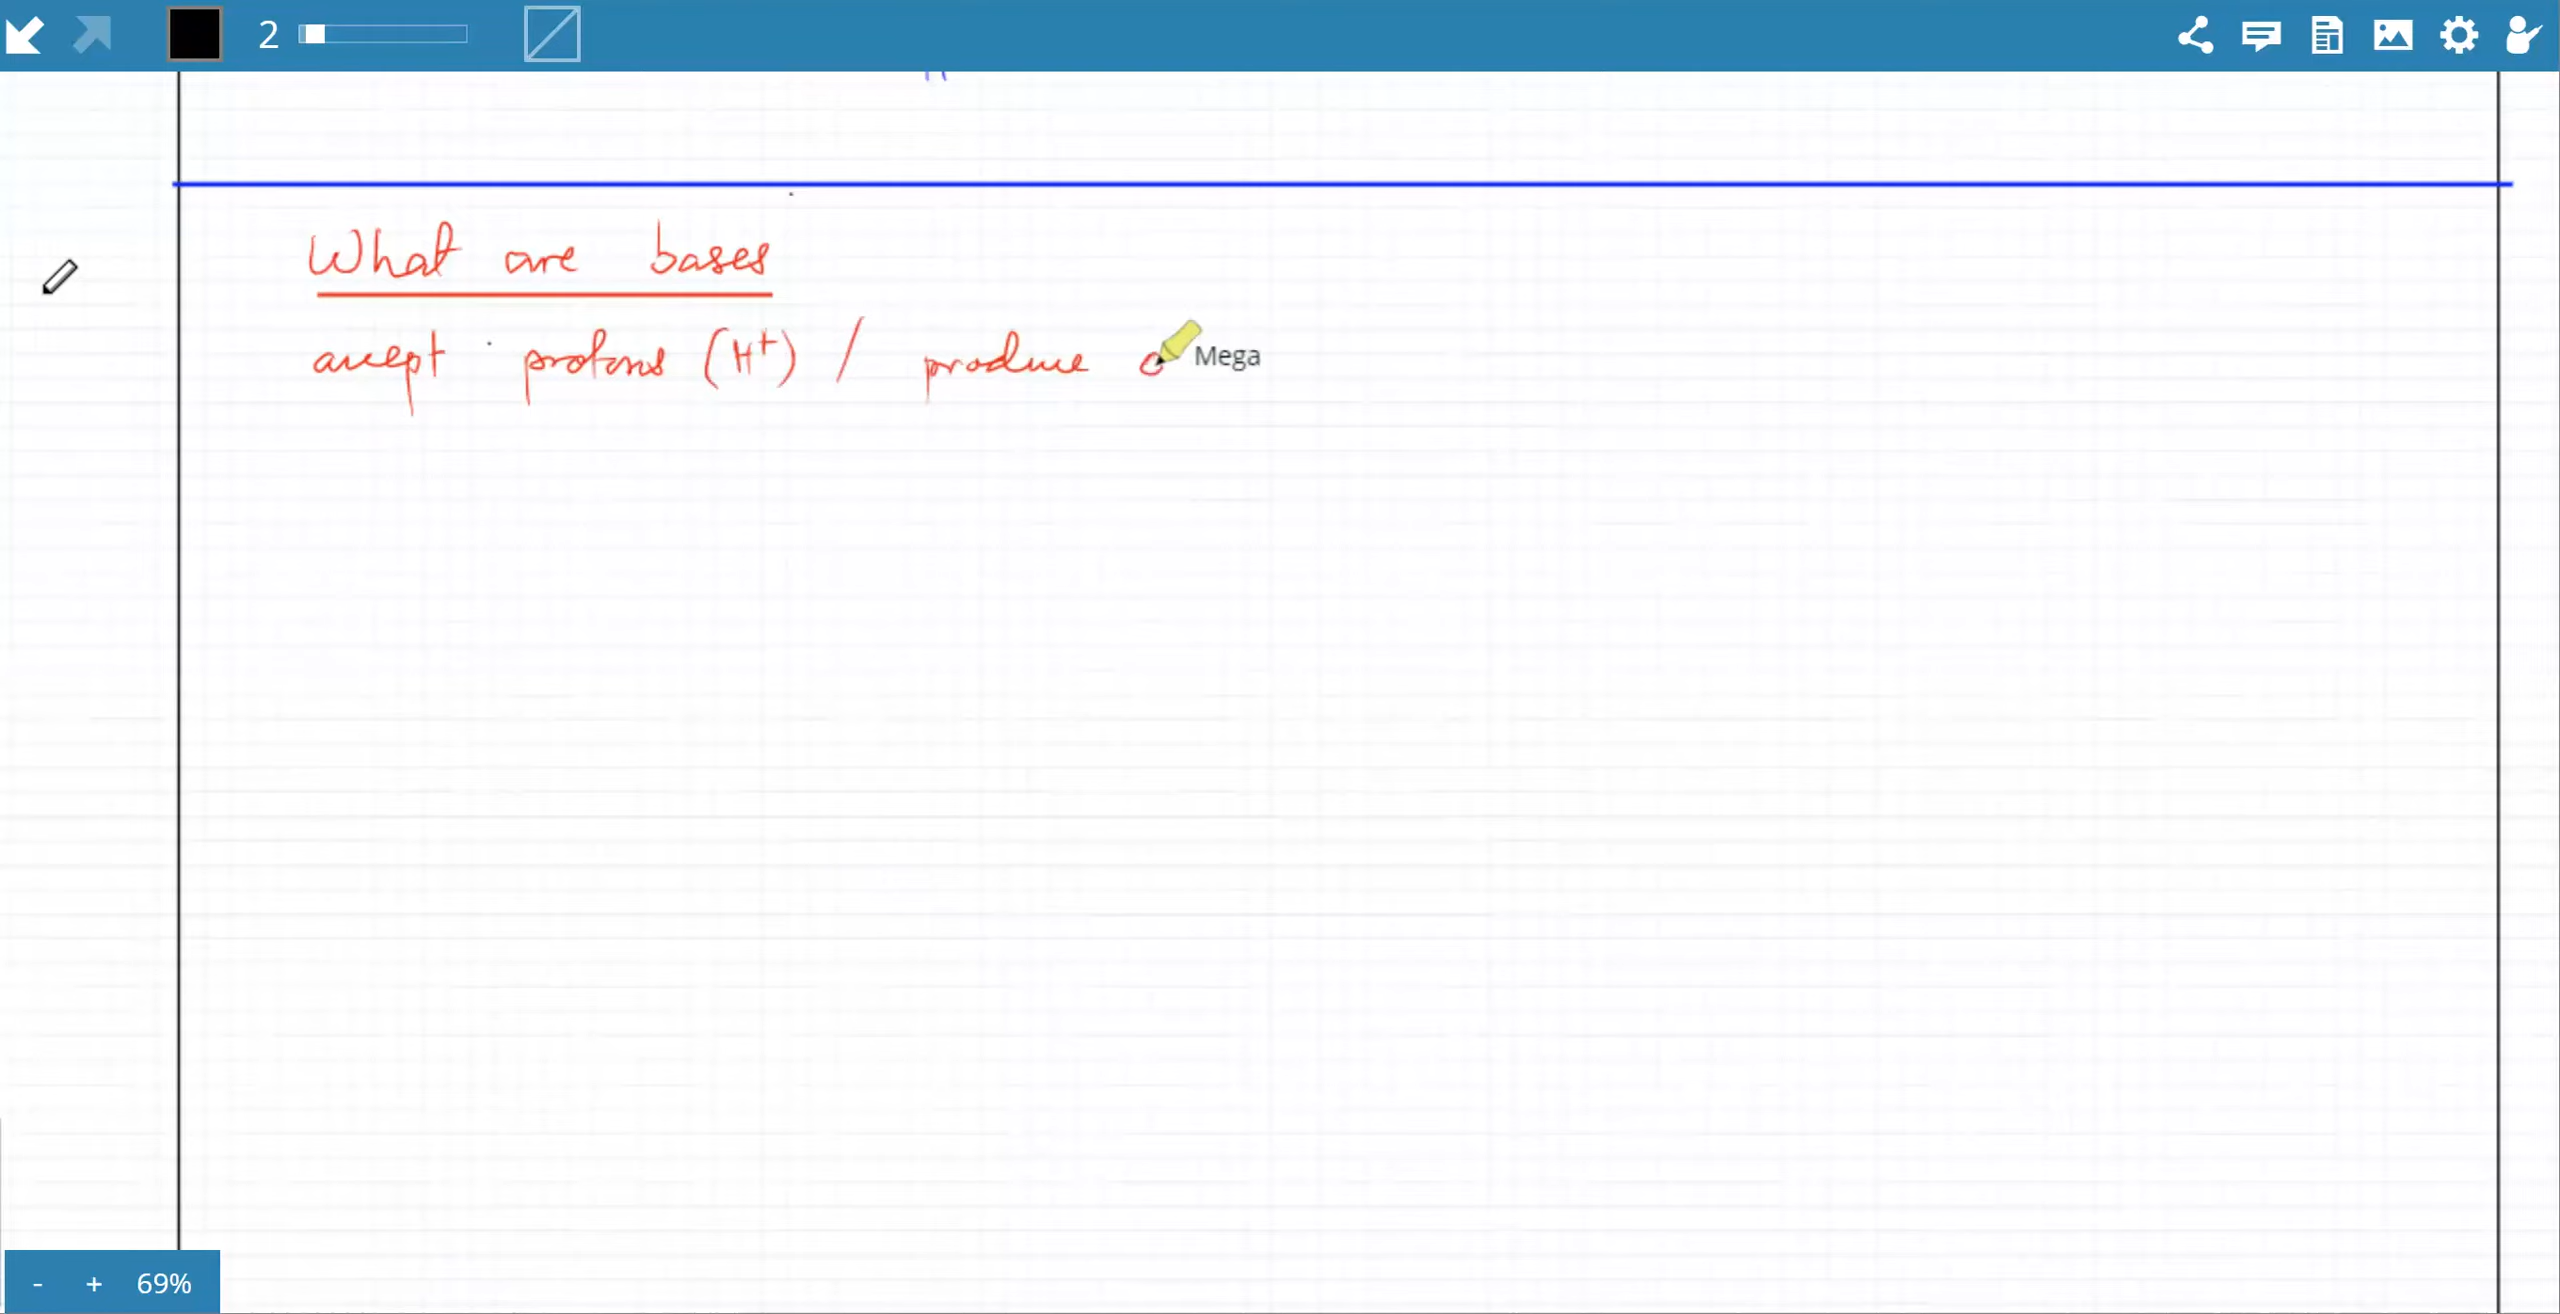 2
What are bases
accept protons (H+) / produce
Mega
- + 69%